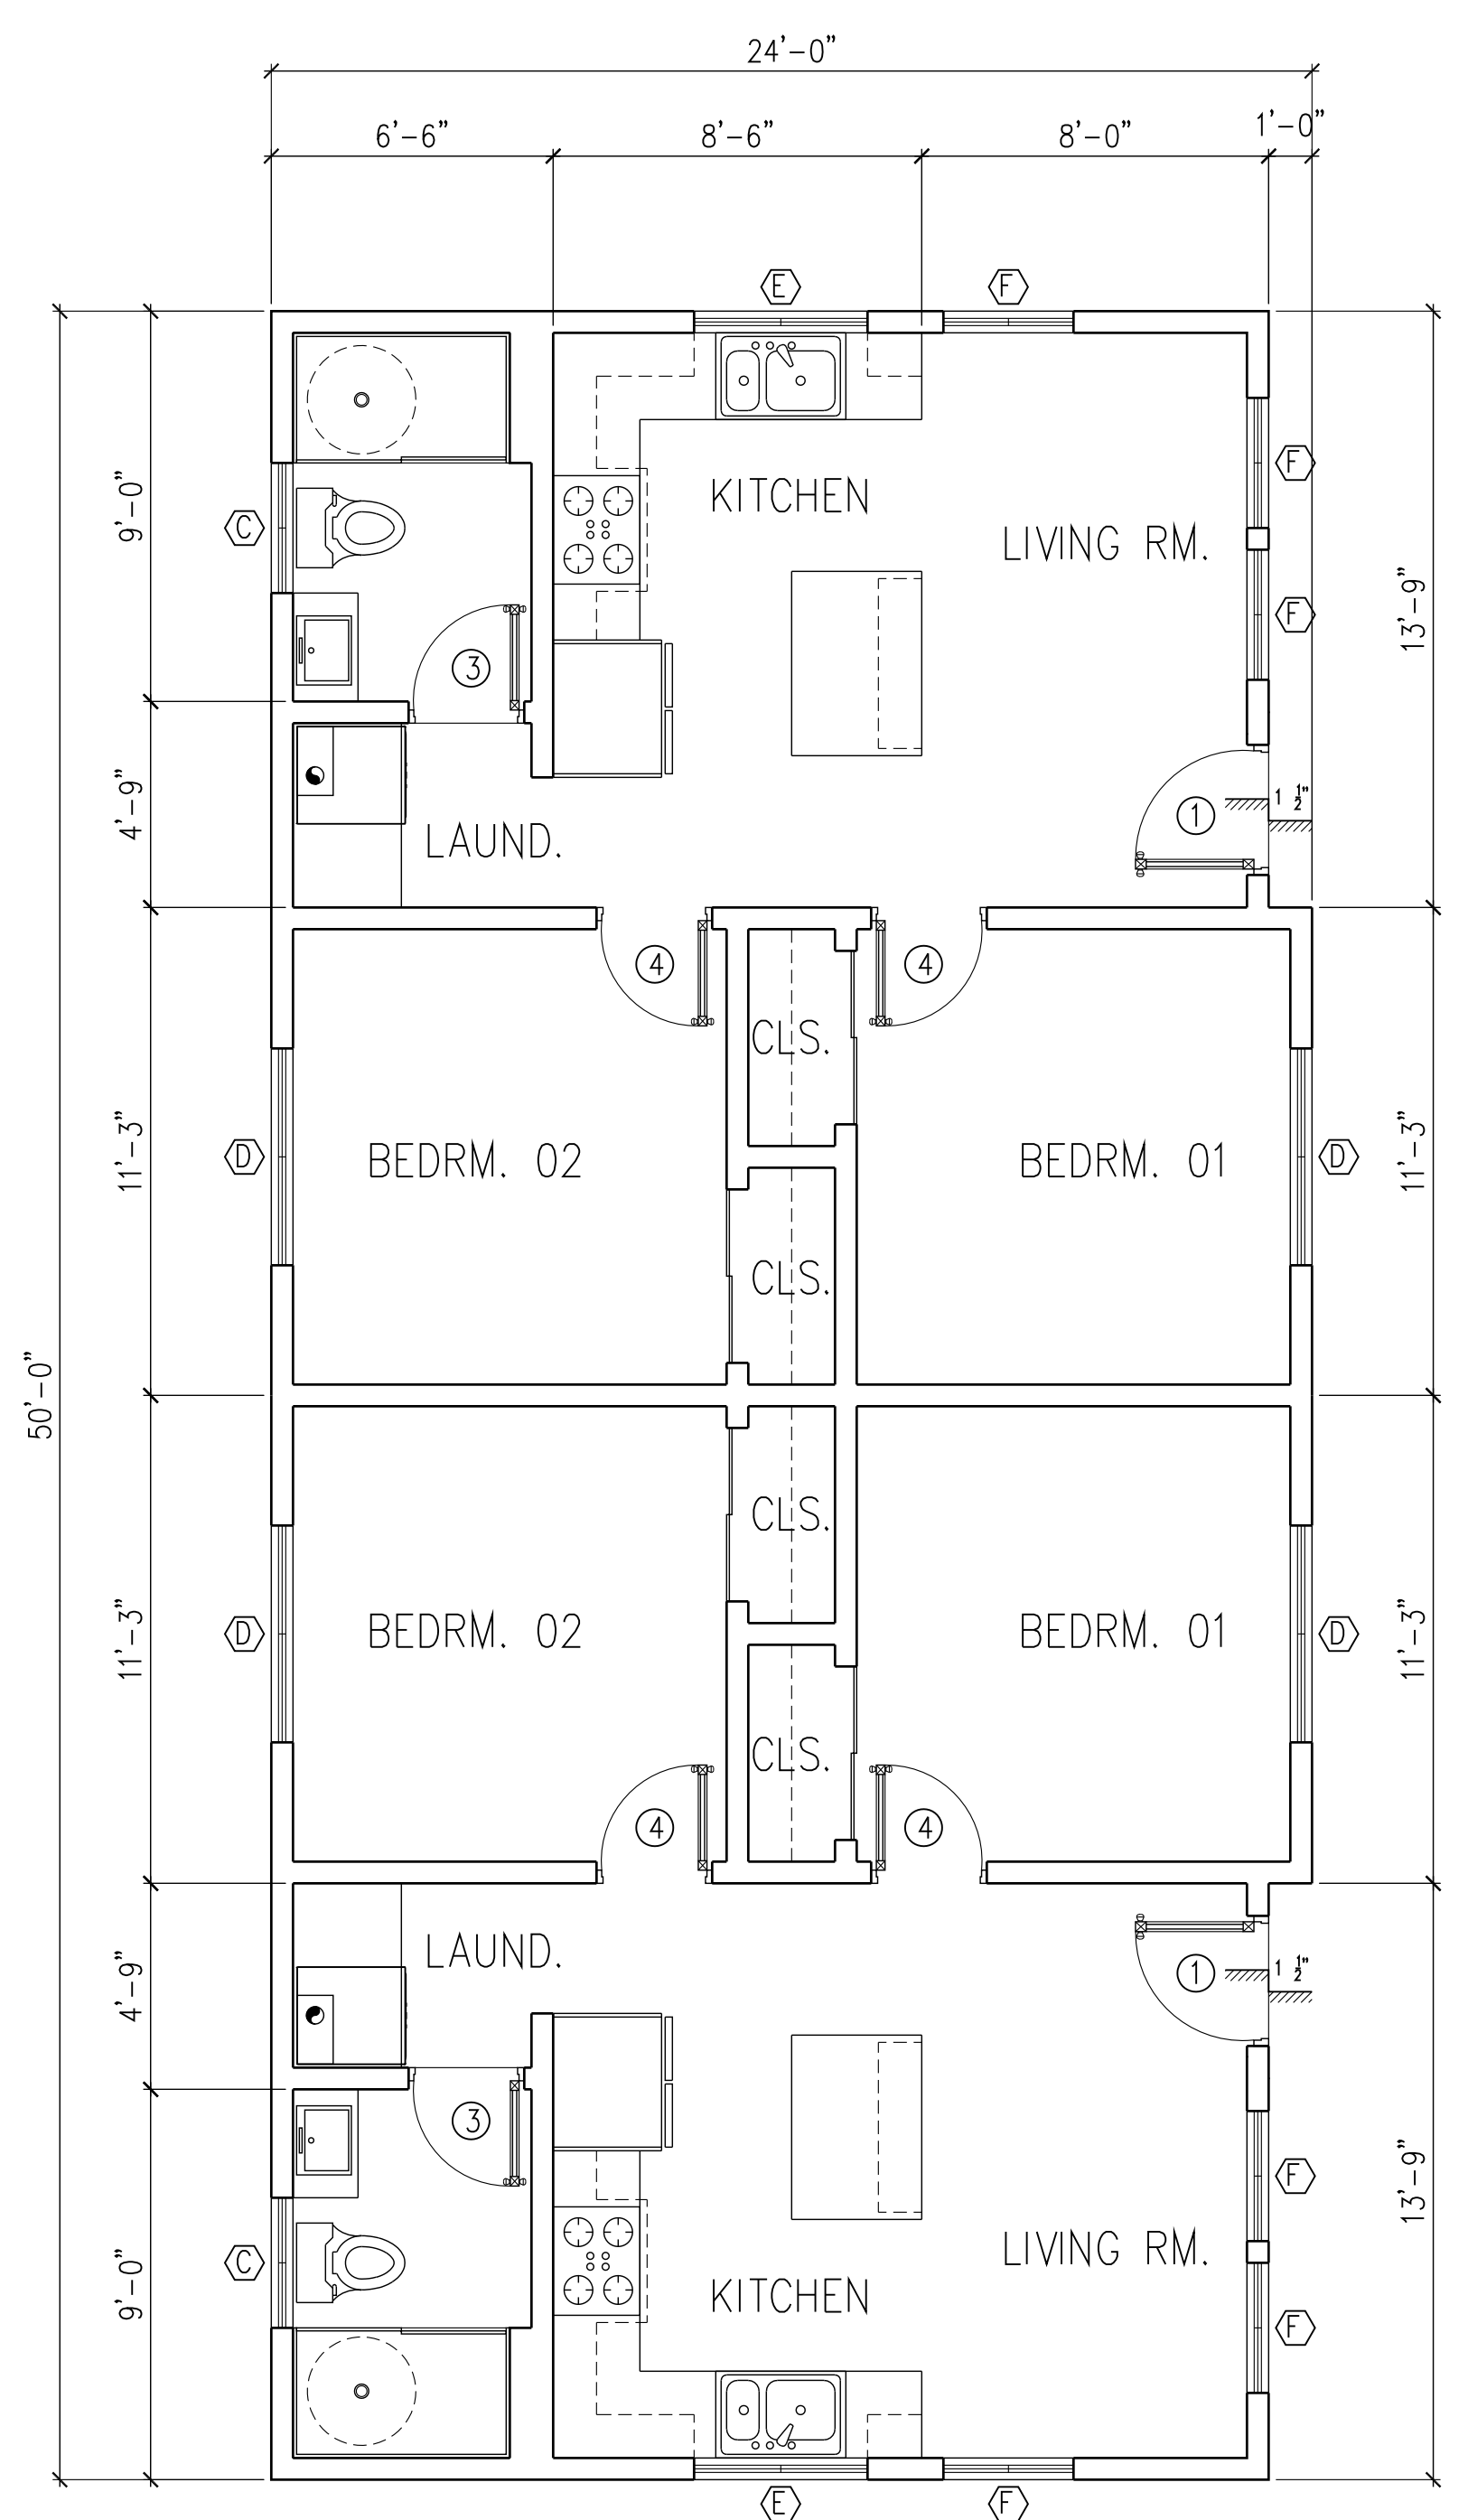 24'-0"
6'-6" 8'-6" 8'-0" 1'-0"
E F
F
9'-0" C KITCHEN
LIVING RM.
13'-9"
F
3
4'-9" 1 1 1/2"
LAUND.
4 4
CLS.
11'-3" D BEDRM. 02 BEDRM. 01 D 11'-3"
CLS.
50'-0"
CLS.
11'-3" D BEDRM. 02 BEDRM. 01 D 11'-3"
CLS.
4 4
LAUND.
4'-9" 1 1 1/2"
3
F
13'-9"
LIVING RM.
9'-0" C KITCHEN
F
E F